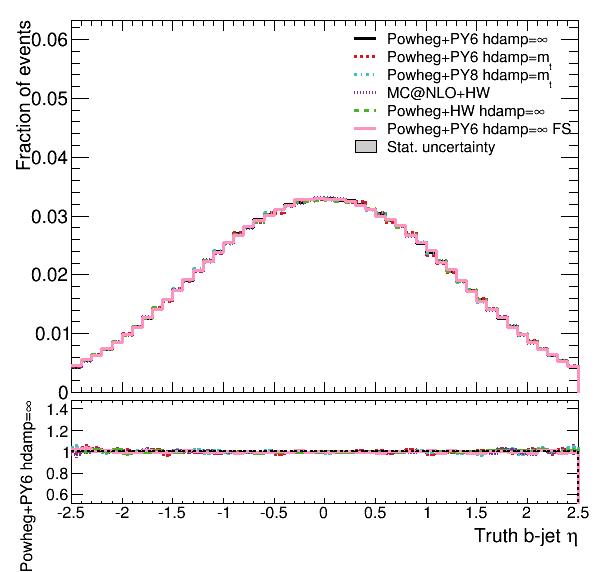 Fraction of events
0.06
0.05
0.04
0.03
0.02
0.01
0
Powheg+PY6 hdamp=∞
Powheg+PY6 hdamp=mt
Powheg+PY8 hdamp=mt
MC@NLO+HW
Powheg+HW hdamp=∞
Powheg+PY6 hdamp=∞ FS
Stat. uncertainty
Powheg+PY6 hdamp=∞
1.4
1.2
1
0.8
0.6
-2.5 -2 -1.5 -1 -0.5 0 0.5 1 1.5 2 2.5
Truth b-jet η